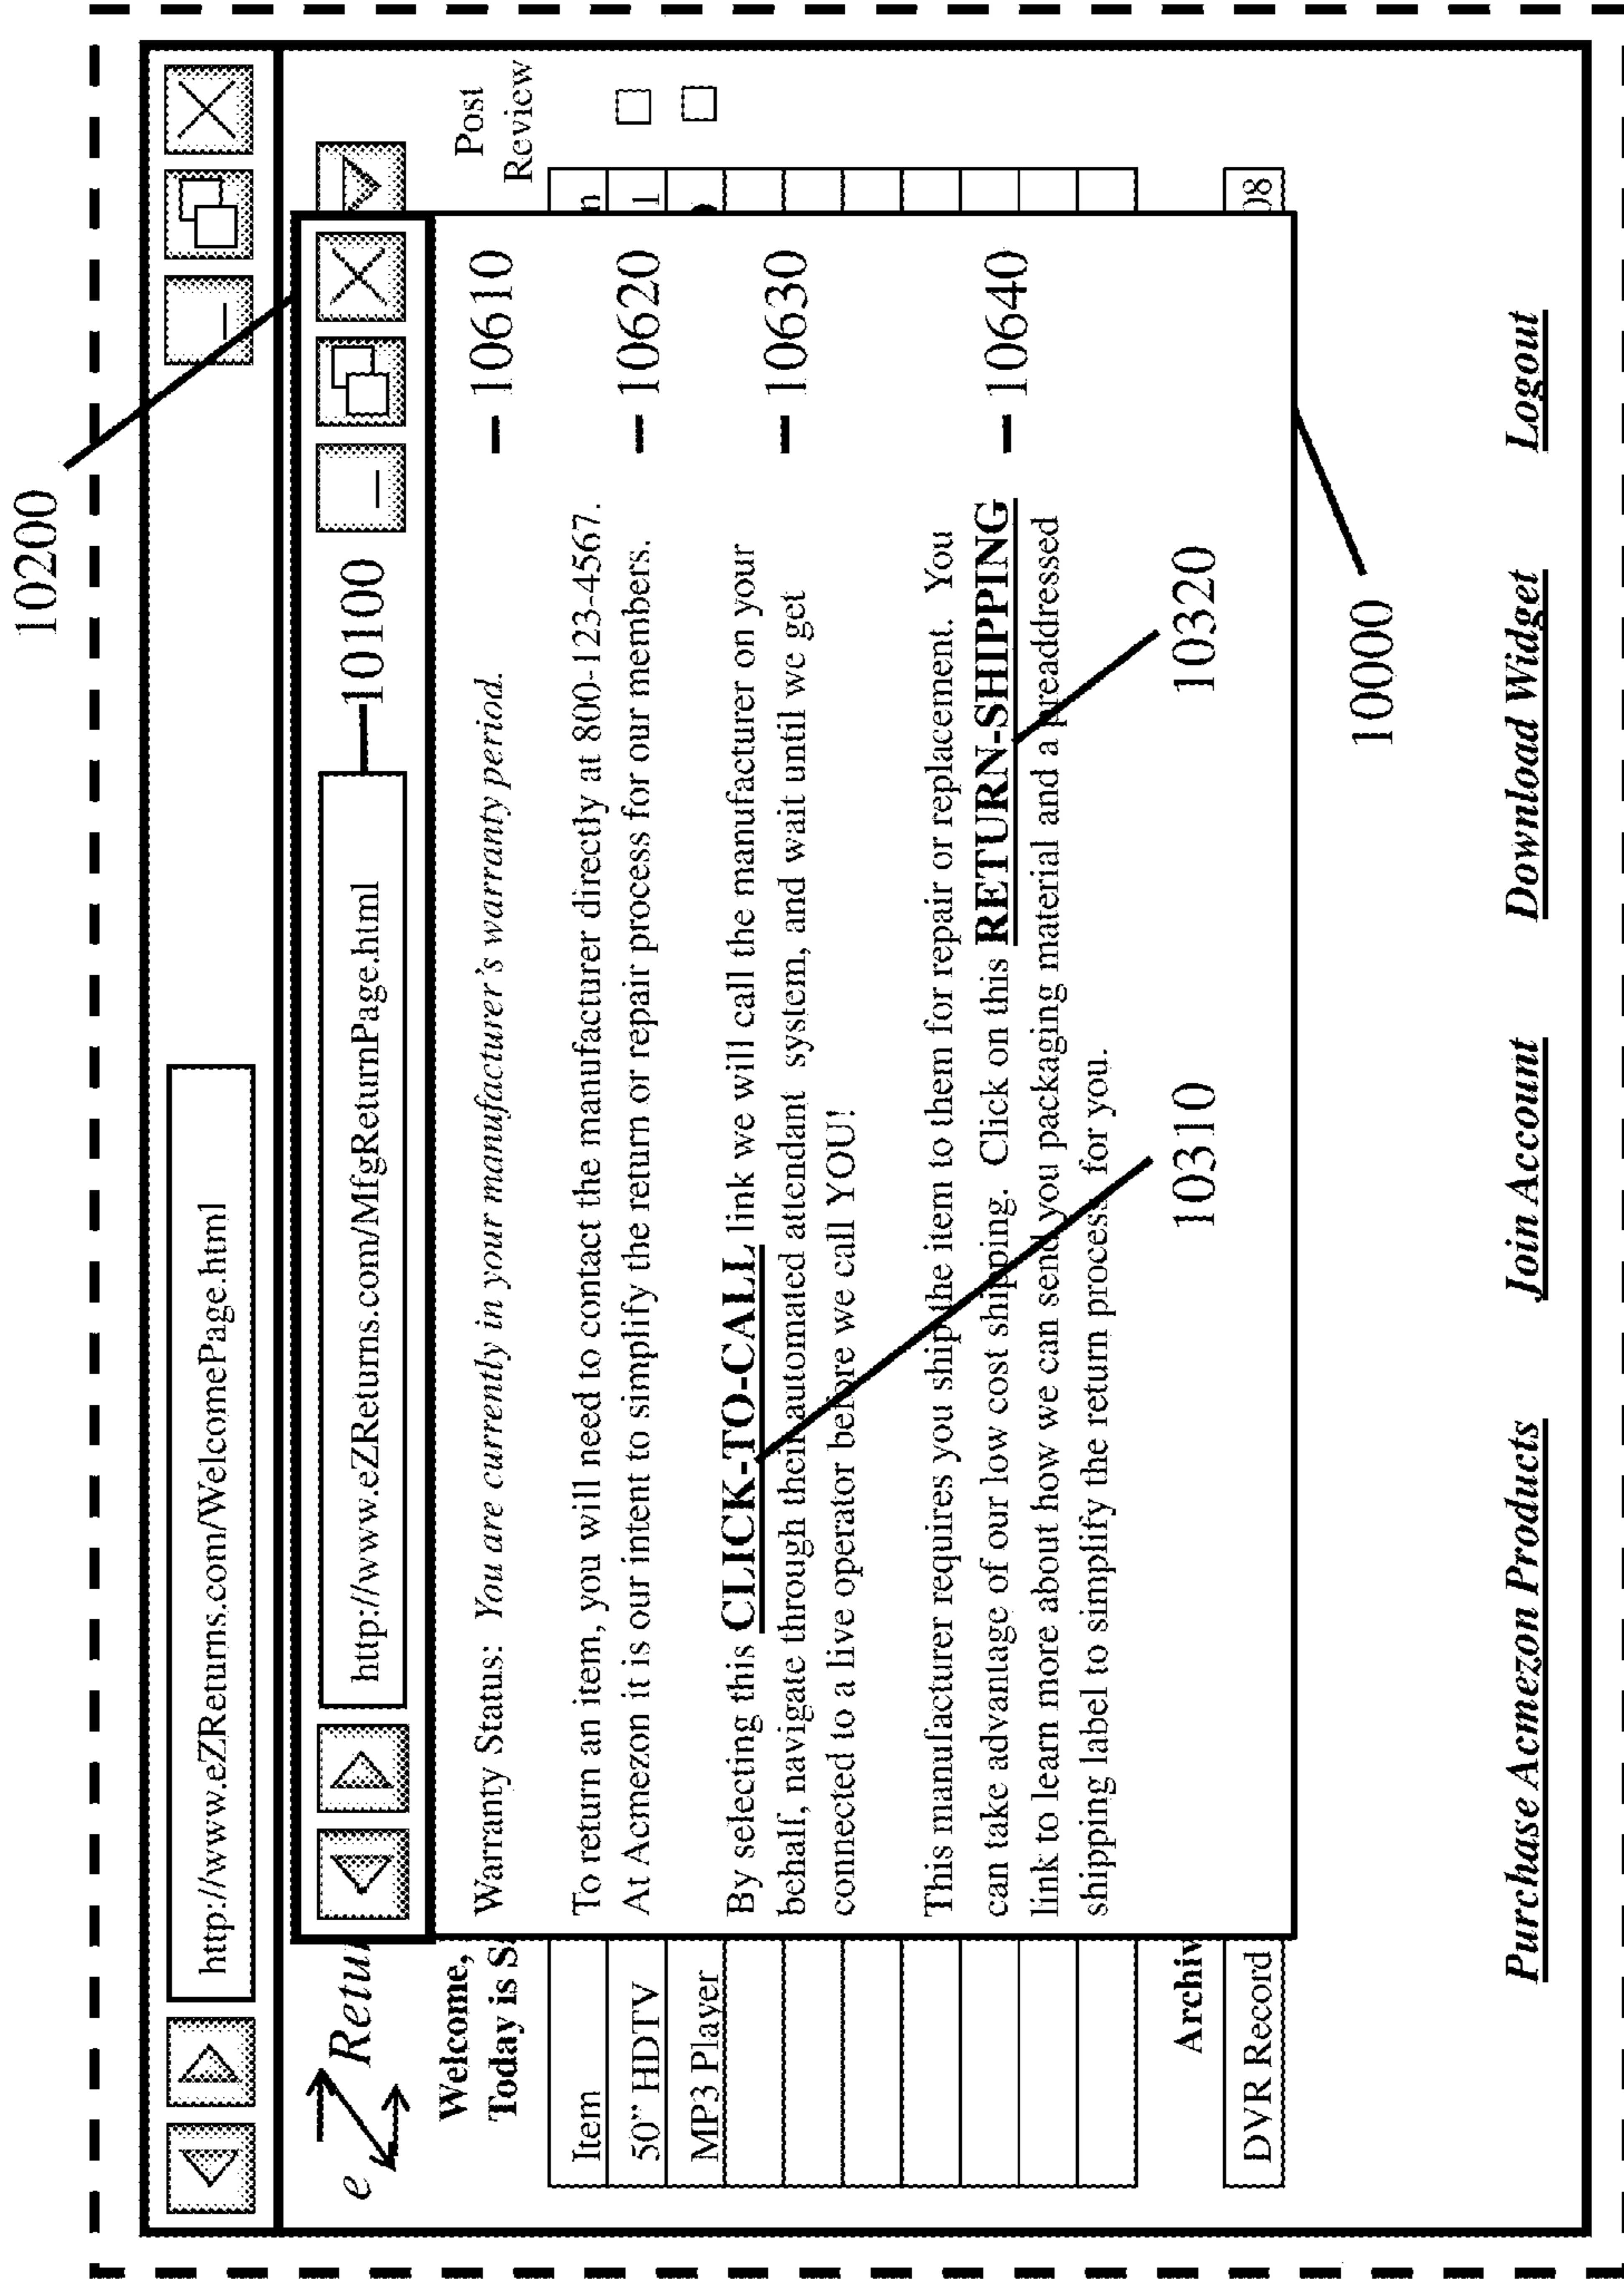 10200
http://www.eZReturns.com/WelcomePage.html
e Z Retur
http://www.eZReturns.com/MfgReturnPage.html
10100
Welcome,
Today is S
Post
Review
Warranty Status: You are currently in your manufacturer's warranty period.
10610
Item
n
To return an item, you will need to contact the manufacturer directly at 800-123-4567.
At Acmezon it is our intent to simplify the return or repair process for our members.
10620
50" HDTV
1
MP3 Player
By selecting this CLICK-TO-CALL link we will call the manufacturer on your
behalf, navigate through their automated attendant system, and wait until we get
connected to a live operator before we call YOU!
10630
This manufacturer requires you ship the item to them for repair or replacement. You
can take advantage of our low cost shipping. Click on this RETURN-SHIPPING
link to learn more about how we can send you packaging material and a preaddressed
shipping label to simplify the return process for you.
10640
Archiv
10310
10320
DVR Record
08
10000
Purchase Acmezon Products
Join Account
Download Widget
Logout